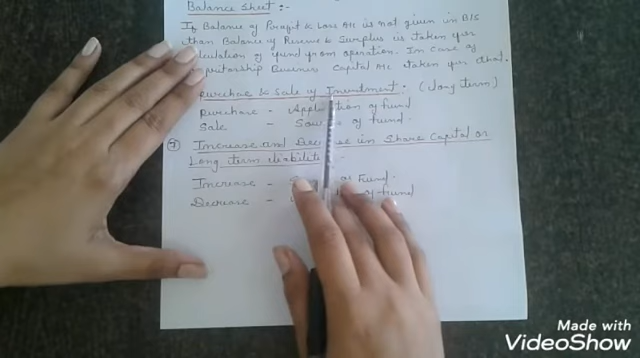 Balance Sheet :-
If Balance of Profit & Loss A/c is not given in B/S
than Balance of Reserve & Surplus is taken for
calculation of fund from operation. In case of
Business Capital A/c taken for that.
Purchase & Sale of Investment. (Long term)
Purchase - Application of fund
Sale - Source of fund.
7 Increase and Decrease in Share Capital or
Long term liabilities
Increase - of Fund.
Decrease - of fund
Made with
VideoShow